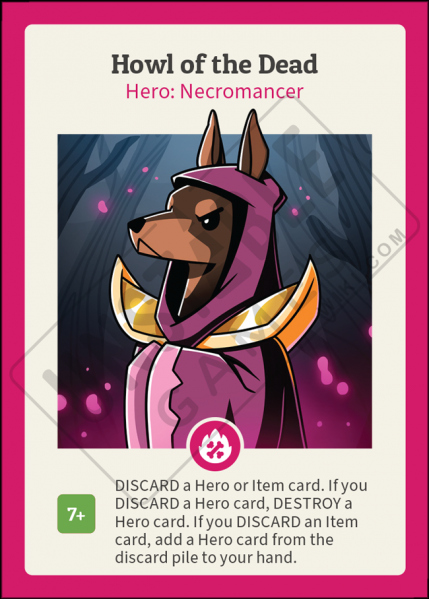 Howl of the Dead
Hero: Necromancer
DISCARD a Hero or Item card. If you
DISCARD a Hero card, DESTROY a
7+
Hero card. If you DISCARD an Item
card, add a Hero card from the
discard pile to your hand.